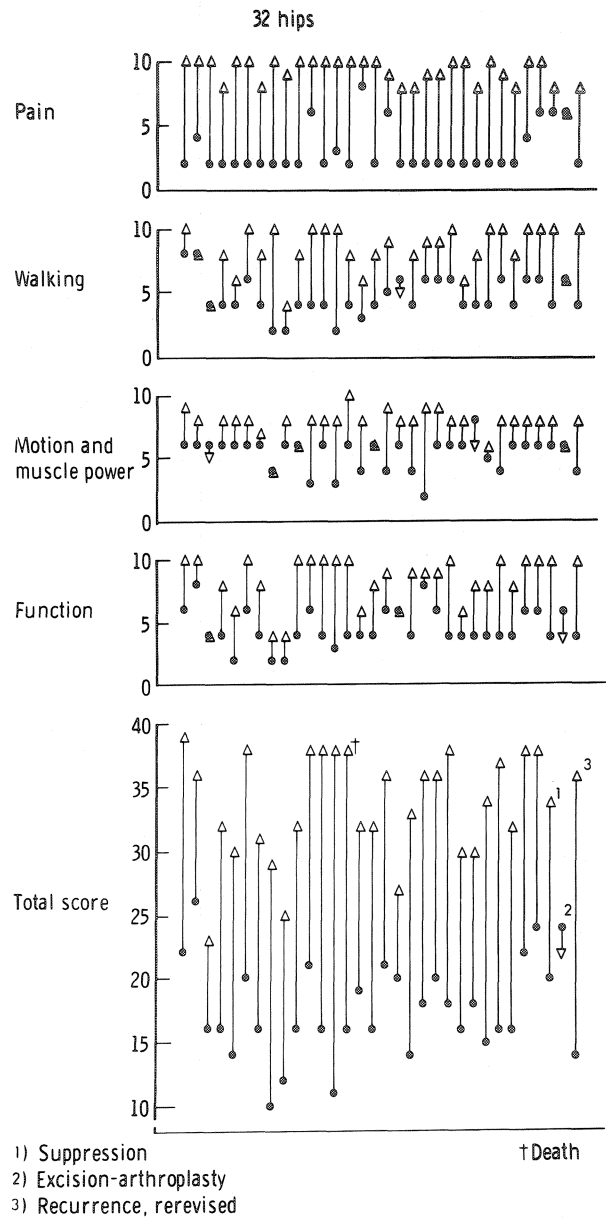 32 hips
10
Pain
5
0
10
Walking
5
0
10
Motion and
muscle power
5
0
10
Function
5
0
40
†
3
35
1
30
Total score
25
2
20
15
10
1) Suppression
†Death
2) Excision-arthroplasty
3) Recurrence, rerevised